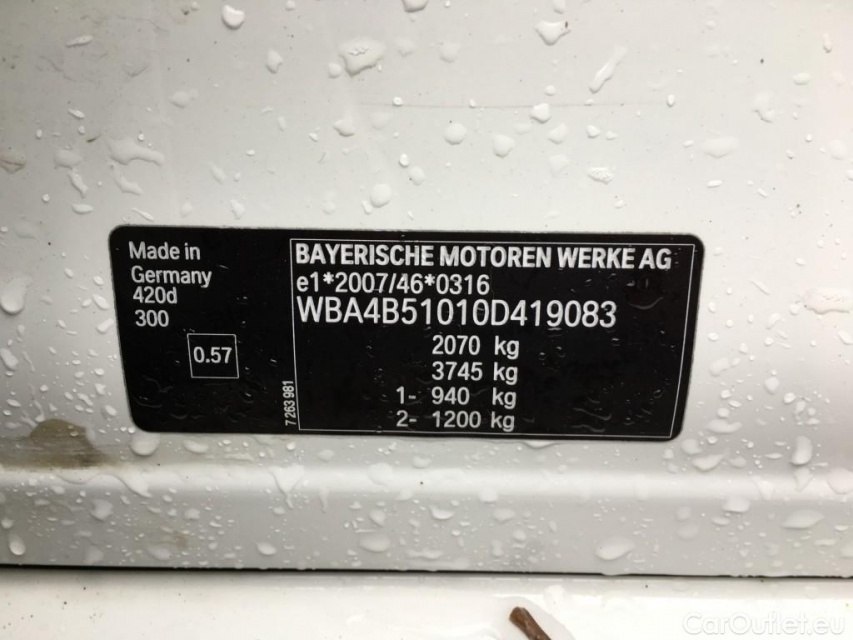 Made in
Germany
420d
300
0.57
7 263 981
BAYERISCHE MOTOREN WERKE AG
e1*2007/46*0316
WBA4B51010D419083
2070 kg
3745 kg
1- 940 kg
2- 1200 kg
CarOutlet.eu